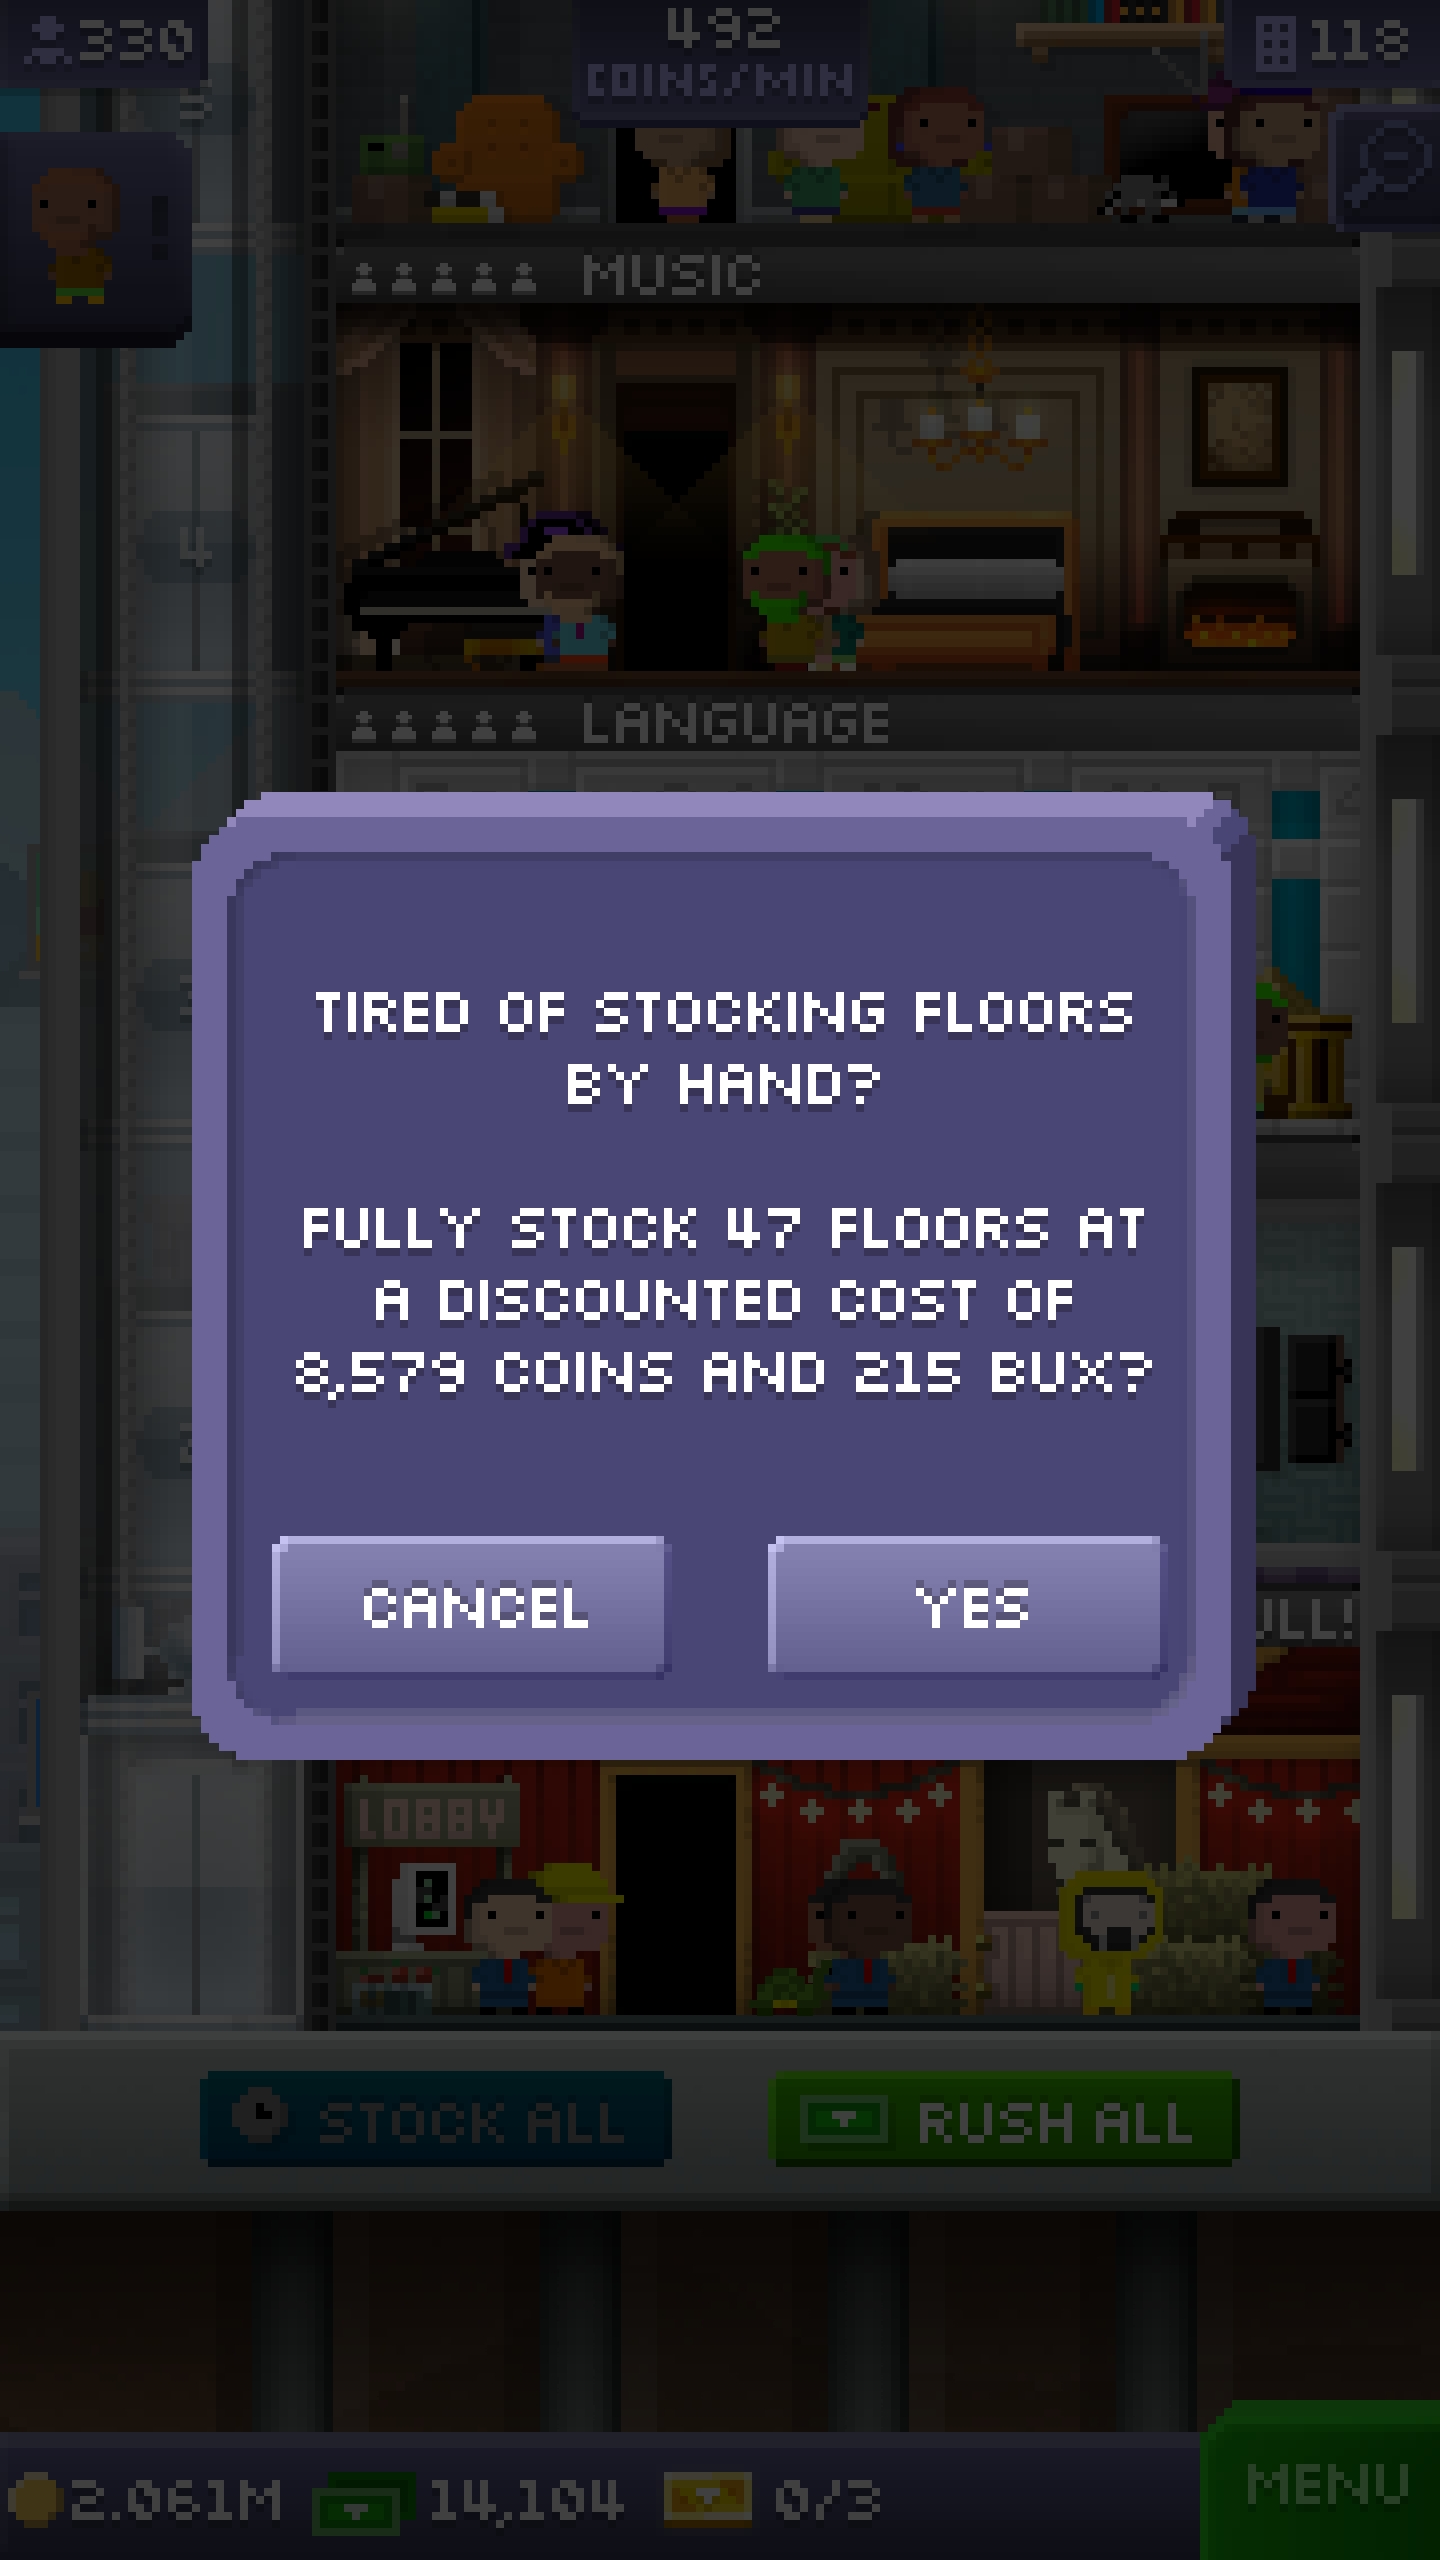 330
492
COINS/MIN
118
MUSIC
4
LANGUAGE
TIRED OF STOCKING FLOORS
BY HAND?
FULLY STOCK 47 FLOORS AT
A DISCOUNTED COST OF
8,579 COINS AND 215 BUX?
CANCEL
YES
LOBBY
STOCK ALL
RUSH ALL
2.061M
14,104
0/3
MENU